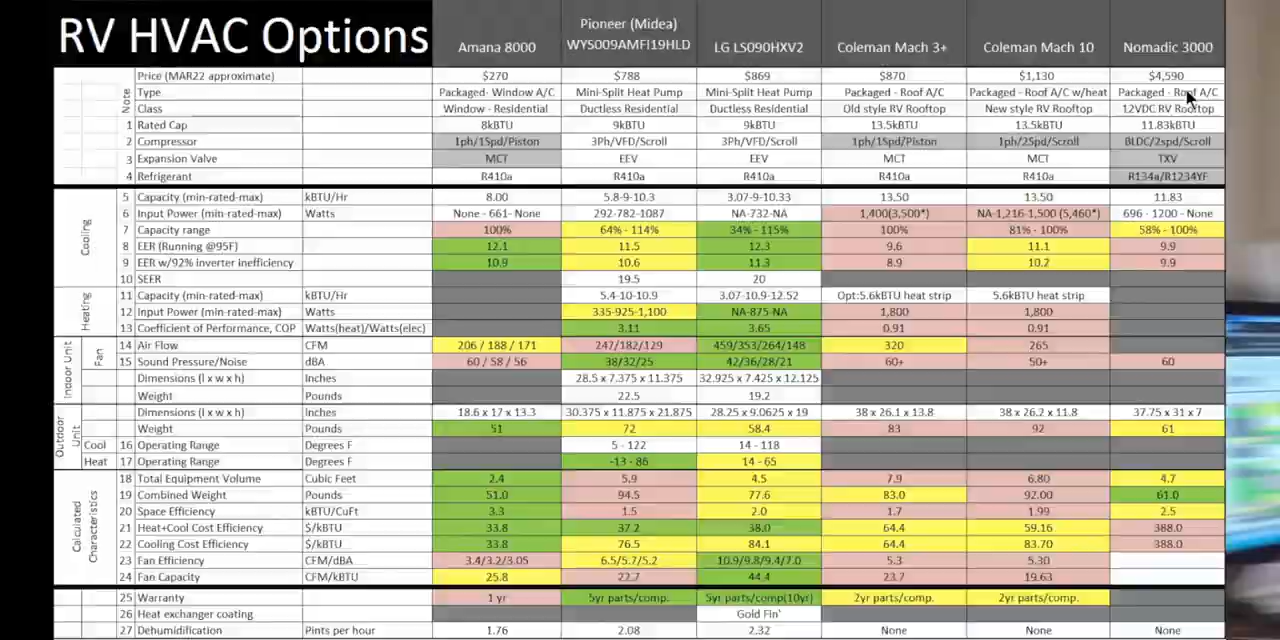 RV HVAC Options
Amana 8000 Pioneer (Midea) WYS009AMFI19HLD LG LS090HXV2 Coleman Mach 3+ Coleman Mach 10 Nomadic 3000
Note Price (MAR22 approximate) $270 $788 $869 $870 $1,130 $4,590
Type Packaged- Window A/C Mini-Split Heat Pump Mini-Split Heat Pump Packaged - Roof A/C Packaged - Roof A/C w/heat Packaged - Roof A/C
Class Window - Residential Ductless Residential Ductless Residential Old style RV Rooftop New style RV Rooftop 12VDC RV Rooftop
1 Rated Cap 8kBTU 9kBTU 9kBTU 13.5kBTU 13.5kBTU 11.83kBTU
2 Compressor 1ph/1Spd/Piston 3Ph/VFD/Scroll 3Ph/VFD/Scroll 1ph/1Spd/Piston 1ph/2Spd/Scroll BLDC/2spd/Scroll
3 Expansion Valve MCT EEV EEV MCT MCT TXV
4 Refrigerant R410a R410a R410a R410a R410a R134a/R1234YF
Cooling
5 Capacity (min-rated-max) kBTU/Hr 8.00 5.8-9-10.3 3.07-9-09.33 13.50 13.50 11.83
6 Input Power (min-rated-max) Watts None - 661- None 292-782-1087 NA-732-NA 1,400(3,500*) NA-1,216-1,500 (5,460*) 696 - 1200 - None
7 Capacity range 100% 64% - 114% 34% - 115% 100% 81% - 100% 58% - 100%
8 EER (Running @95F) 12.1 11.5 12.3 9.6 11.1 9.9
9 EER w/92% inverter inefficiency 10.9 10.6 11.3 8.9 10.2 9.9
10 SEER 19.5 20
Heating
11 Capacity (min-rated-max) kBTU/Hr 5.4-10-10.9 3.07-10.9-12.52 Opt:5.6kBTU heat strip 5.6kBTU heat strip
12 Input Power (min-rated-max) Watts 335-925-1,100 NA-875-NA 1,800 1,800
13 Coefficient of Performance, COP Watts(heat)/Watts(elec) 3.11 3.65 0.91 0.91
Indoor Unit
Fan
14 Air Flow CFM 206 / 188 / 171 247/182/129 459/353/264/148 320 265
15 Sound Pressure/Noise dBA 60 / 58 / 56 38/32/25 42/36/28/21 60+ 50+ 60
Dimensions (l x w x h) Inches 28.5 x 7.375 x 11.375 32.925 x 7.425 x 12.125
Weight Pounds 22.5 19.2
Outdoor Unit
Dimensions (l x w x h) Inches 18.6 x 17 x 13.3 30.375 x 11.875 x 21.875 28.25 x 9.0625 x 19 38 x 26.1 x 13.8 38 x 26.2 x 11.8 37.75 x 31 x 7
Weight Pounds 51 72 58.4 83 92 61
Cool 16 Operating Range Degrees F 5 - 122 14 - 118
Heat 17 Operating Range Degrees F -13 - 86 14 - 65
Calculated Characteristics
18 Total Equipment Volume Cubic Feet 2.4 5.9 4.5 7.9 6.80 4.7
19 Combined Weight Pounds 51.0 94.5 77.6 83.0 92.00 61.0
20 Space Efficiency kBTU/CuFt 3.3 1.5 2.0 1.7 1.99 2.5
21 Heat+Cool Cost Efficiency $/kBTU 33.8 37.2 38.0 64.4 59.16 388.0
22 Cooling Cost Efficiency $/kBTU 33.8 76.5 84.1 64.4 83.70 388.0
23 Fan Efficiency CFM/dBA 3.4/3.2/3.05 6.5/5.7/5.2 10.9/9.8/9.4/7.0 5.3 5.30
24 Fan Capacity CFM/kBTU 25.8 22.7 44.4 23.7 19.63
25 Warranty 1 yr 5yr parts/comp. 5yr parts/comp(10yr) 2yr parts/comp. 2yr parts/comp.
26 Heat exchanger coating Gold Fin'
27 Dehumidification Pints per hour 1.76 2.08 2.32 None None None